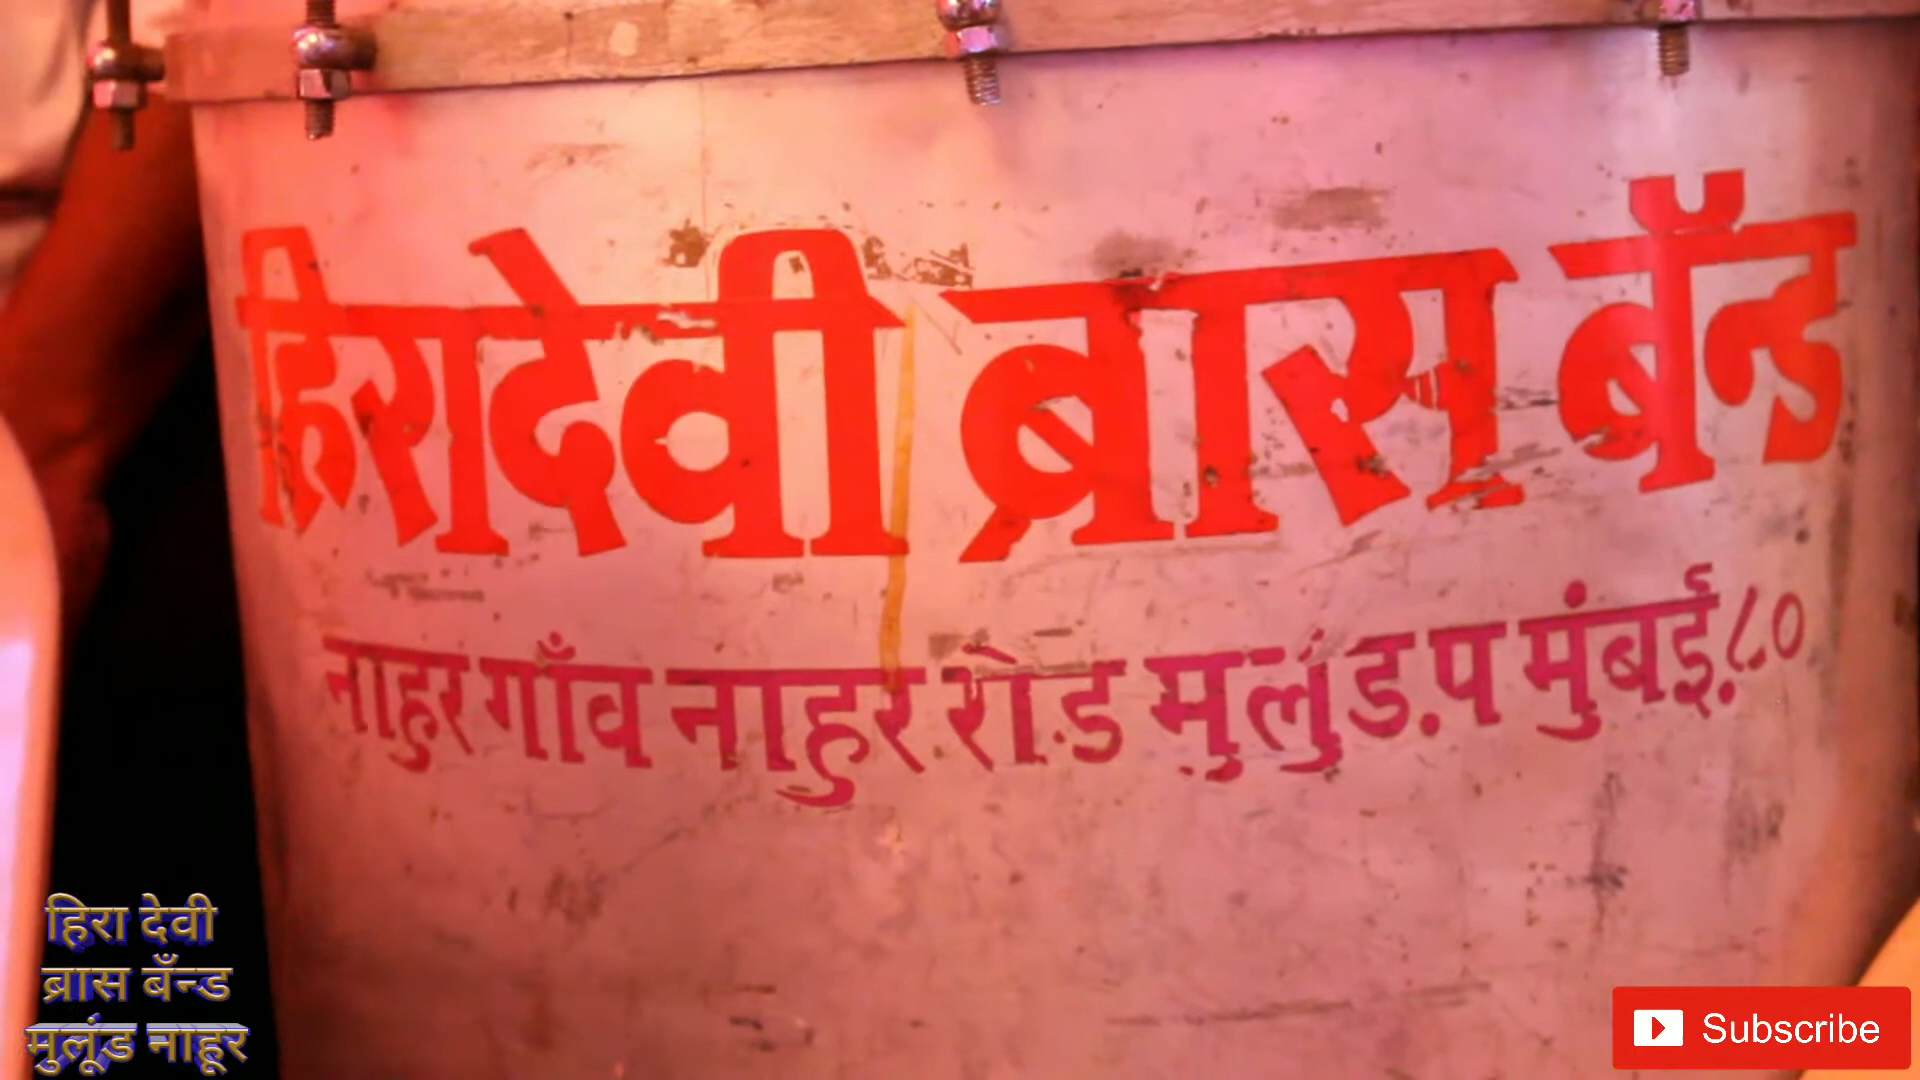 हिरादेवी ब्रास बॅन्ड
नाहुर गाँव नाहुर रोड मुलुंड.प मुंबई.८०
हिरा देवी
ब्रास बँन्ड
मुलूंड नाहूर
Subscribe